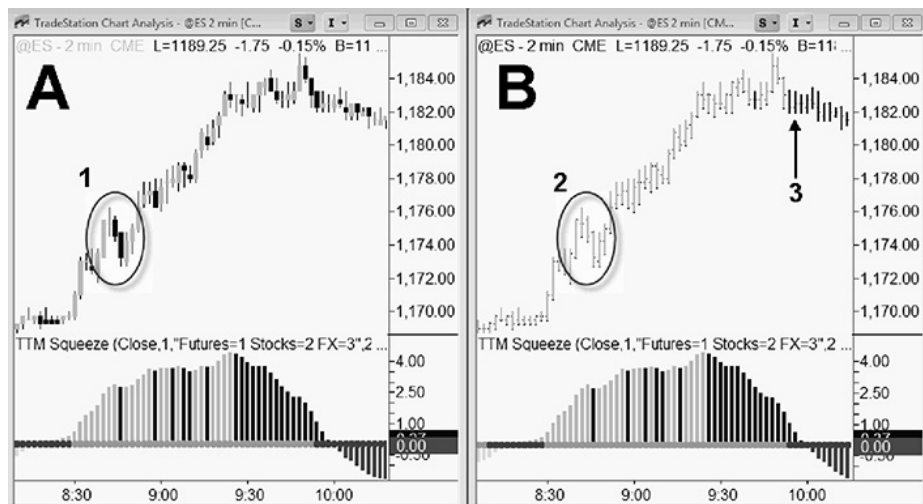 TradeStation Chart Analysis - @ES 2 min [C...
S
I
@ES - 2 min CME L=1189.25 -1.75 -0.15% B=11 ...
A
1
1,184.00
1,182.00
1,180.00
1,178.00
1,176.00
1,174.00
1,172.00
1,170.00
TTM Squeeze (Close,1,"Futures=1 Stocks=2 FX=3",2 ...
4.00
2.50
1.00
0.00
-0.50
8:30 9:00 9:30 10:00
TradeStation Chart Analysis - @ES 2 min [CM...
S
I
@ES - 2 min CME L=1189.25 -1.75 -0.15% B=118 ...
B
2
3
1,184.00
1,182.00
1,180.00
1,178.00
1,176.00
1,174.00
1,172.00
1,170.00
TTM Squeeze (Close,1,"Futures=1 Stocks=2 FX=3",2 ...
4.00
2.50
1.00
0.00
-0.50
8:30 9:00 9:30 10:00